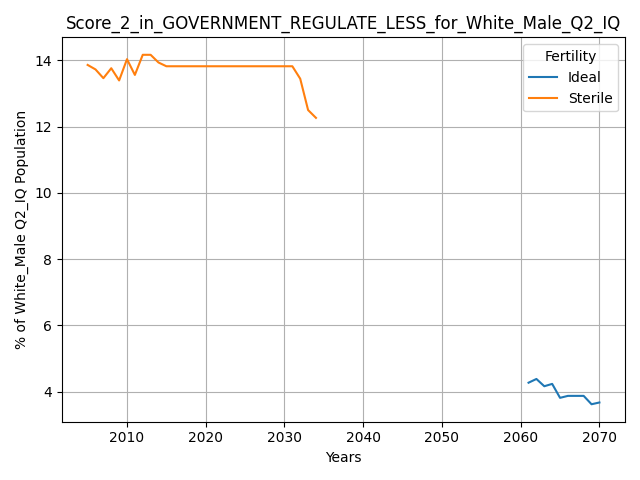 Score_2_in_GOVERNMENT_REGULATE_LESS_for_White_Male_Q2_IQ
% of White_Male Q2_IQ Population
14
12
10
8
6
4
Fertility
Ideal
Sterile
2010 2020 2030 2040 2050 2060 2070
Years